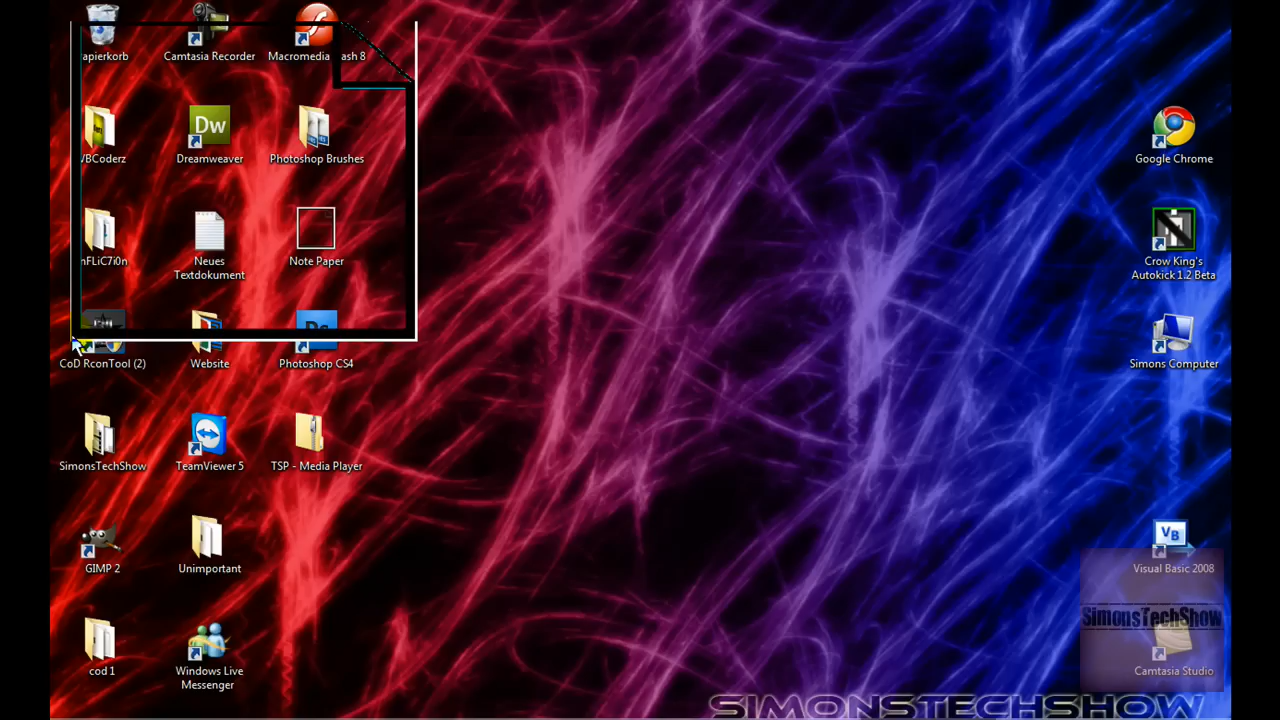 apierkorb
Camtasia Recorder
Macromedia
ash 8
VBCoderz
Dw
Dreamweaver
Photoshop Brushes
Google Chrome
nFLiC7i0n
Neues
Textdokument
Note Paper
Crow King's
Autokick 1.2 Beta
CoD RconTool (2)
Website
Photoshop CS4
Simons Computer
SimonsTechShow
TeamViewer 5
TSP - Media Player
GIMP 2
Unimportant
VB
Visual Basic 2008
SimonsTechShow
cod 1
Windows Live
Messenger
Camtasia Studio
SIMONSTECHSHOW